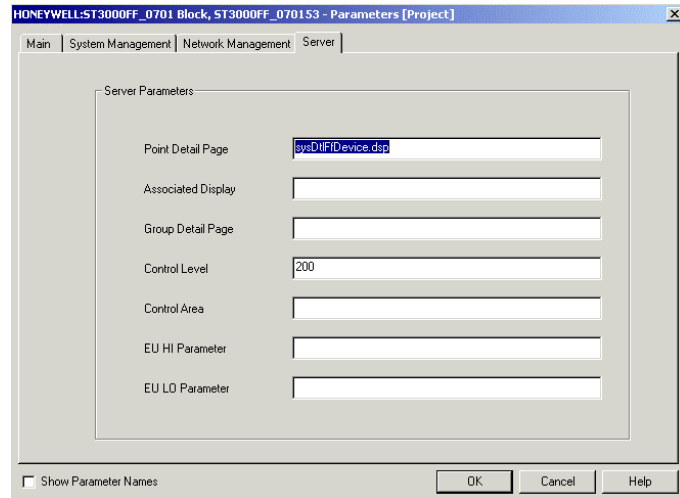 HONEYWELL:ST3000FF_0701 Block, ST3000FF_070153 - Parameters [Project]
Main System Management Network Management Server
Server Parameters
Point Detail Page sysDtlFfDevice.dsp
Associated Display
Group Detail Page
Control Level 200
Control Area
EU HI Parameter
EU LO Parameter
Show Parameter Names OK Cancel Help